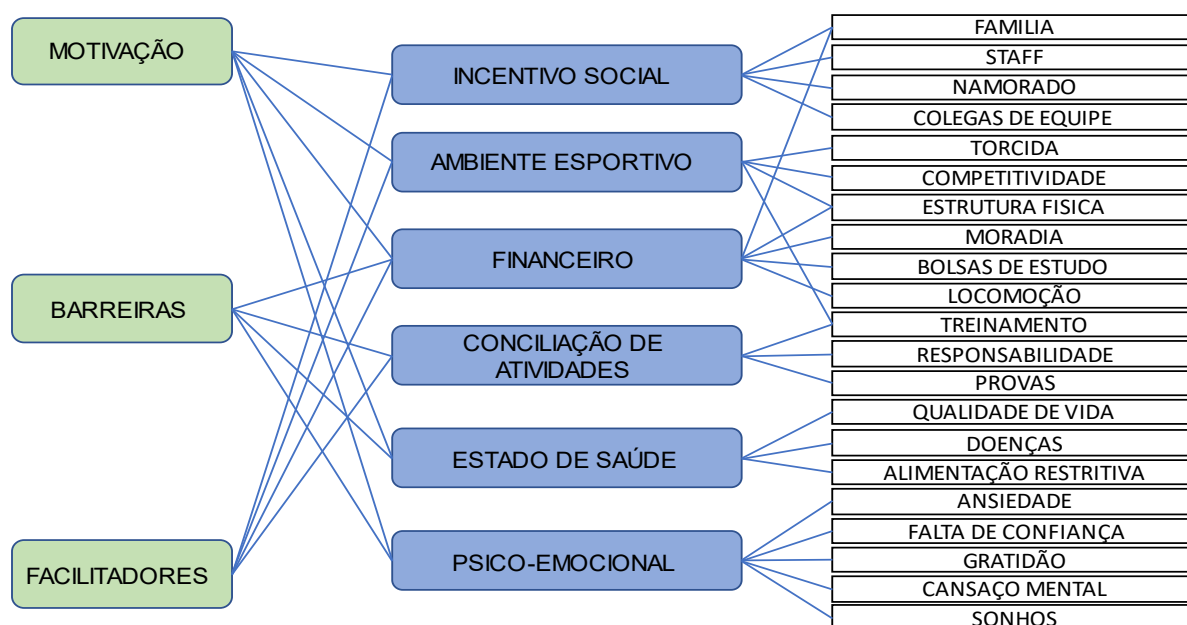 MOTIVAÇÃO
BARREIRAS
FACILITADORES
INCENTIVO SOCIAL
AMBIENTE ESPORTIVO
FINANCEIRO
CONCILIAÇÃO DE
ATIVIDADES
ESTADO DE SAÚDE
PSICO-EMOCIONAL
FAMILIA
STAFF
NAMORADO
COLEGAS DE EQUIPE
TORCIDA
COMPETITIVIDADE
ESTRUTURA FISICA
MORADIA
BOLSAS DE ESTUDO
LOCOMOÇÃO
TREINAMENTO
RESPONSABILIDADE
PROVAS
QUALIDADE DE VIDA
DOENÇAS
ALIMENTAÇÃO RESTRITIVA
ANSIEDADE
FALTA DE CONFIANÇA
GRATIDÃO
CANSAÇO MENTAL
SONHOS